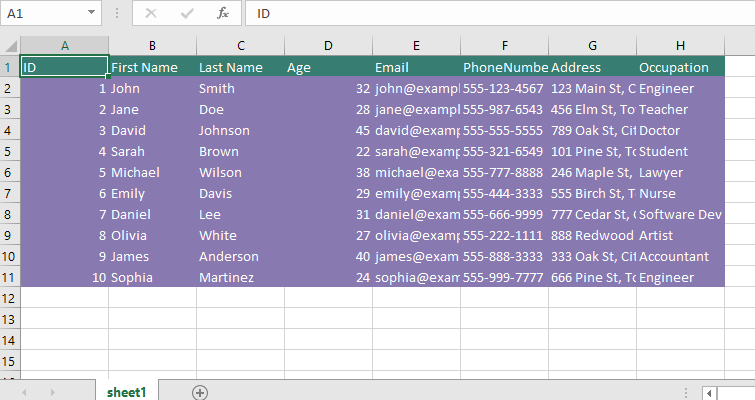 A1 fx ID
A B C D E F G H
1 ID First Name Last Name Age Email PhoneNumbe Address Occupation
2 1 John Smith 32 john@exampl 555-123-4567 123 Main St, C Engineer
3 2 Jane Doe 28 jane@exampl 555-987-6543 456 Elm St, To Teacher
4 3 David Johnson 45 david@exam 555-555-5555 789 Oak St, Cit Doctor
5 4 Sarah Brown 22 sarah@exam 555-321-6549 101 Pine St, To Student
6 5 Michael Wilson 38 michael@exa 555-777-8888 246 Maple St, Lawyer
7 6 Emily Davis 29 emily@exam 555-444-3333 555 Birch St, T Nurse
8 7 Daniel Lee 31 daniel@exam 555-666-9999 777 Cedar St, Software Dev
9 8 Olivia White 27 olivia@exam 555-222-1111 888 Redwood Artist
10 9 James Anderson 40 james@exam 555-888-3333 333 Oak St, Cit Accountant
11 10 Sophia Martinez 24 sophia@exam 555-999-7777 666 Pine St, To Engineer
12
13
14
15
sheet1